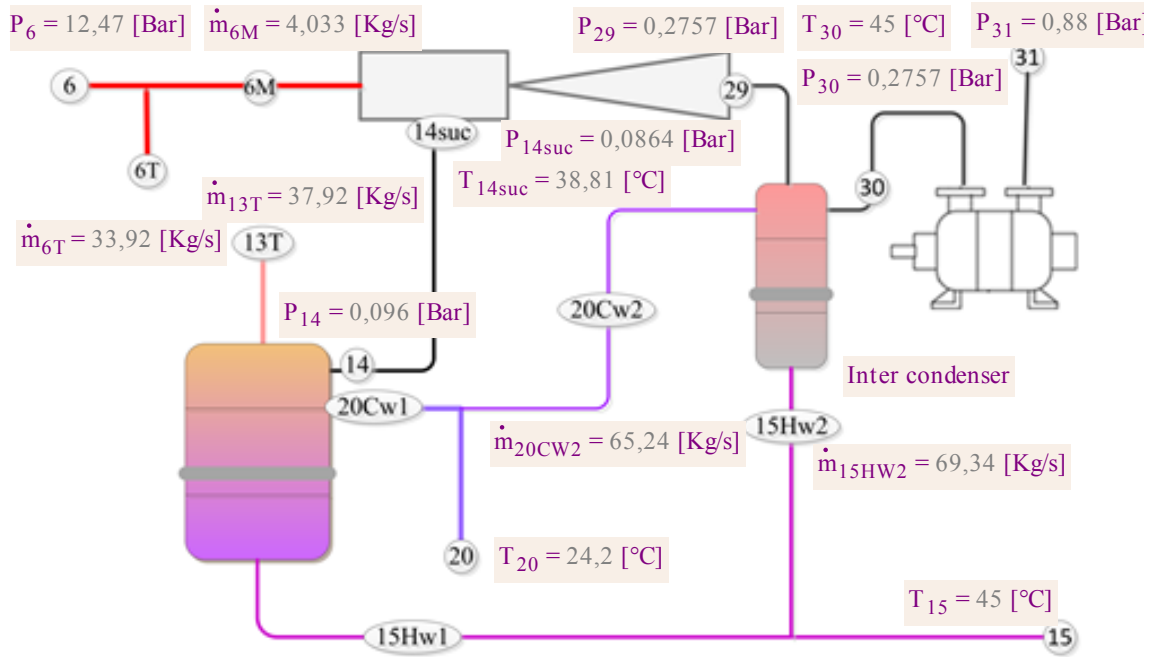 P6 = 12,47 [Bar]
ṁ6M = 4,033 [Kg/s]
P29 = 0,2757 [Bar]
T30 = 45 [°C]
P31 = 0,88 [Bar]
31
6
6M
29
P30 = 0,2757 [Bar]
14suc
P14suc = 0,0864 [Bar]
6T
T14suc = 38,81 [°C]
30
ṁ13T = 37,92 [Kg/s]
ṁ6T = 33,92 [Kg/s]
13T
20Cw2
P14 = 0,096 [Bar]
14
Inter condenser
20Cw1
15Hw2
ṁ20CW2 = 65,24 [Kg/s]
ṁ15HW2 = 69,34 [Kg/s]
20
T20 = 24,2 [°C]
T15 = 45 [°C]
15Hw1
15